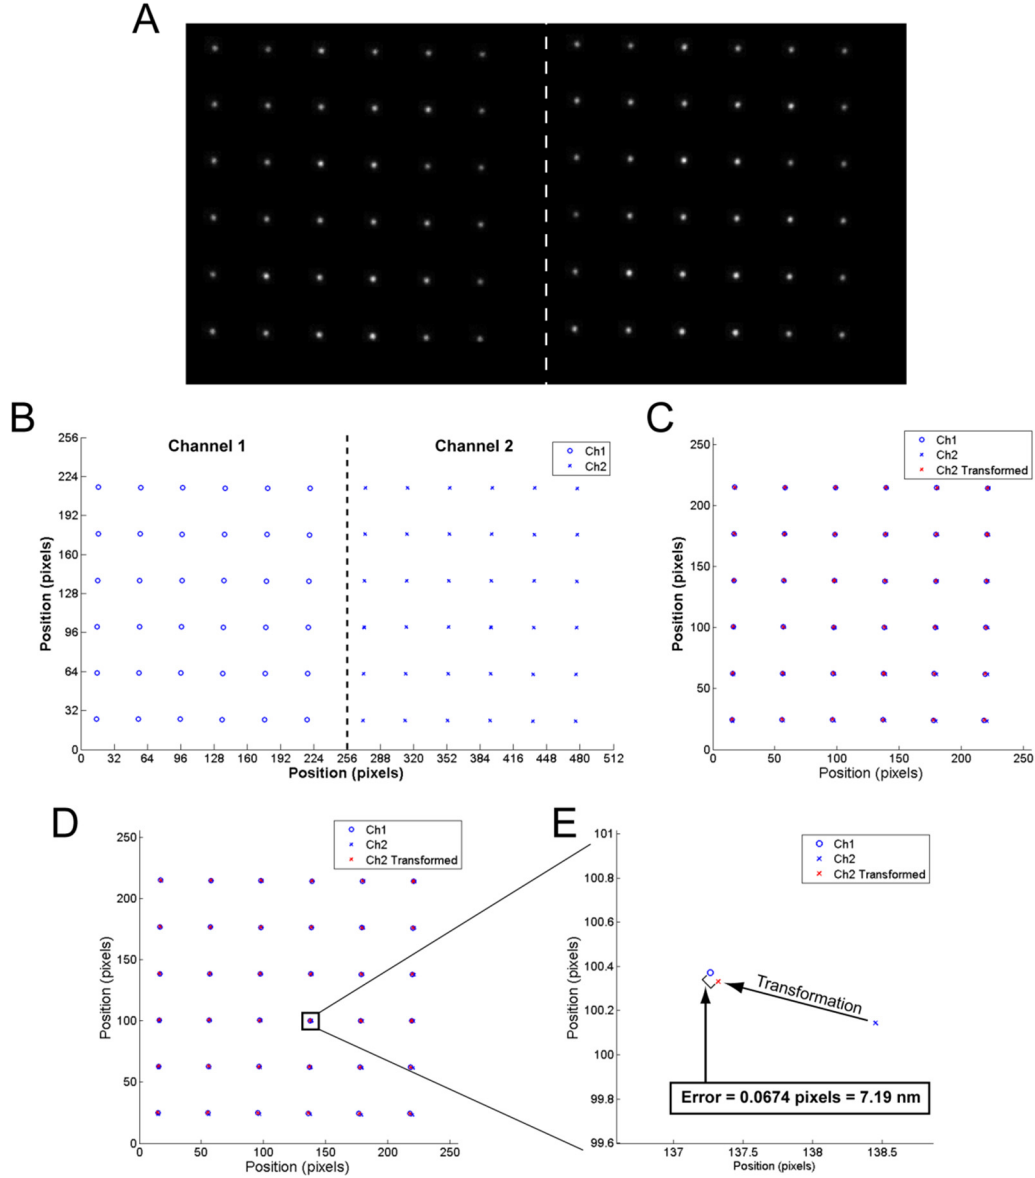 A
B
Channel 1
Channel 2
Ch1
Ch2
256
224
192
160
128
96
64
32
0
Position (pixels)
0 32 64 96 128 160 192 224 256 288 320 352 384 416 448 480 512
Position (pixels)
C
Ch1
Ch2
Ch2 Transformed
250
200
150
100
50
0
Position (pixels)
0 50 100 150 200 250
Position (pixels)
D
Ch1
Ch2
Ch2 Transformed
250
200
150
100
50
0
Position (pixels)
0 50 100 150 200 250
Position (pixels)
E
Ch1
Ch2
Ch2 Transformed
101
100.8
100.6
100.4
100.2
100
99.8
99.6
Position (pixels)
Transformation
Error = 0.0674 pixels = 7.19 nm
137 137.5 138 138.5
Position (pixels)